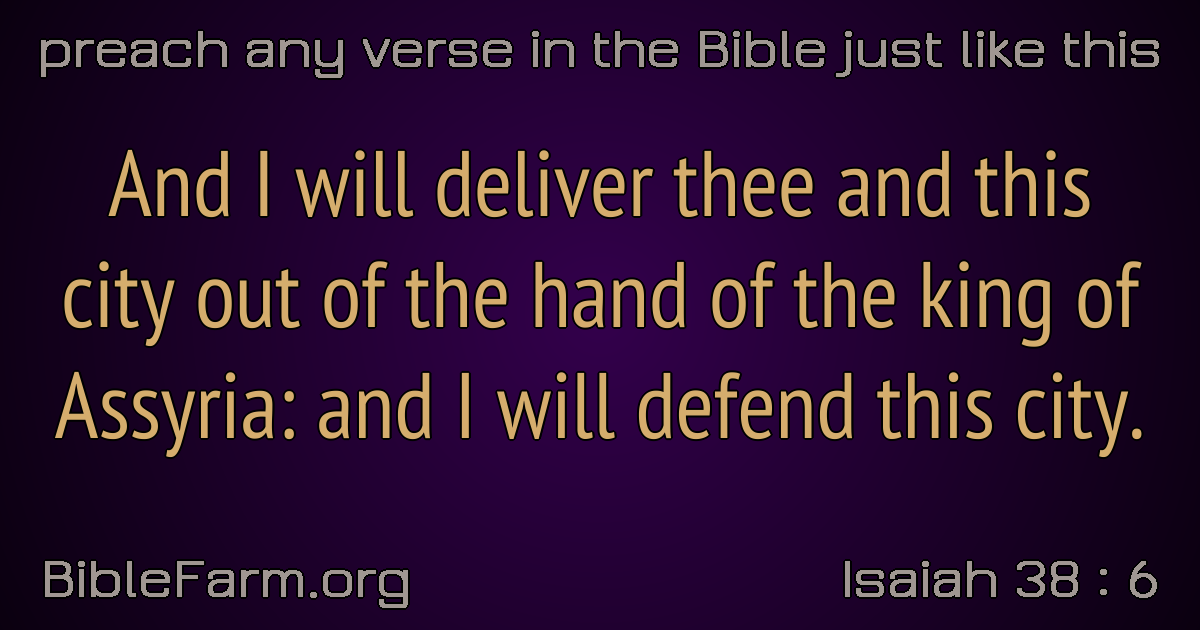 preach any verse in the Bible just like this
And I will deliver thee and this
city out of the hand of the king of
Assyria: and I will defend this city.
BibleFarm.org
Isaiah 38 : 6